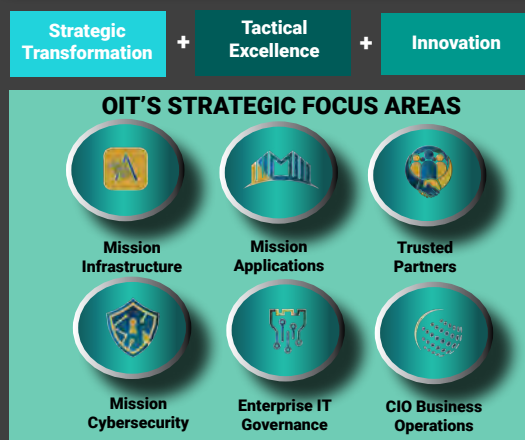 Strategic
Transformation
+
Tactical
Excellence
+
Innovation
OIT'S STRATEGIC FOCUS AREAS
Mission
Infrastructure
Mission
Applications
Trusted
Partners
Mission
Cybersecurity
Enterprise IT
Governance
CIO Business
Operations